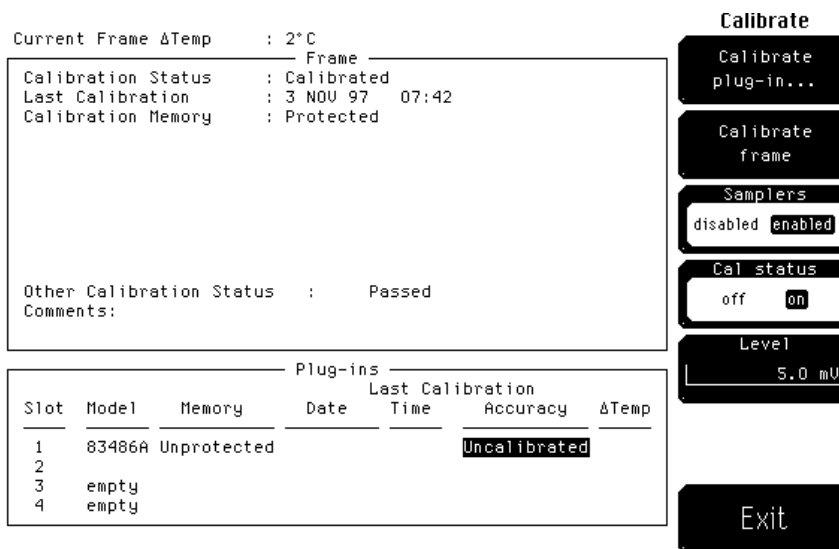 Current Frame ΔTemp : 2°C
Frame
Calibration Status : Calibrated
Last Calibration : 3 NOV 97 07:42
Calibration Memory : Protected
Other Calibration Status : Passed
Comments:
Plug-ins
Last Calibration
Slot Model Memory Date Time Accuracy ΔTemp
1 83486A Unprotected Uncalibrated
2
3 empty
4 empty
Calibrate
Calibrate
plug-in...
Calibrate
frame
Samplers
disabled enabled
Cal status
off on
Level
5.0 mV
Exit